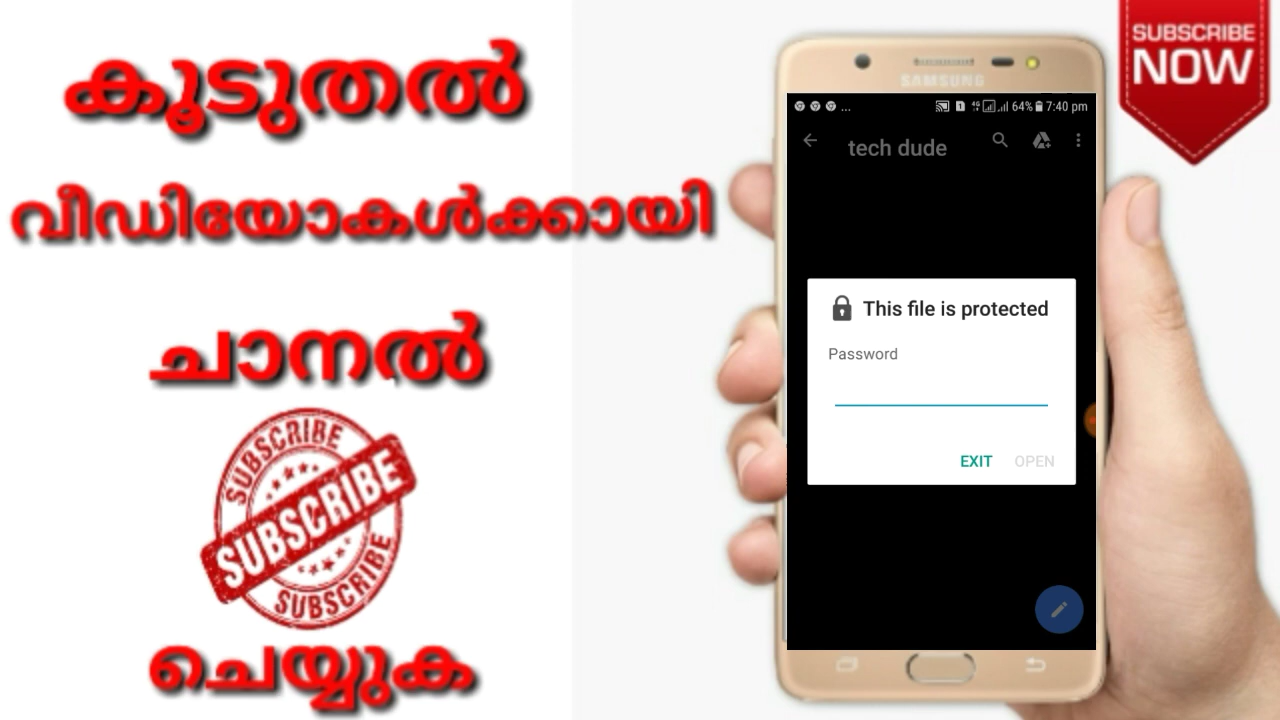 കൂടുതൽ
വീഡിയോകൾക്കായി
ചാനൽ
SUBSCRIBE
SUBSCRIBE
SUBSCRIBE
ചെയ്യുക
SAMSUNG
... 4G 64% 7:40 pm
tech dude
This file is protected
Password
EXIT OPEN
SUBSCRIBE
NOW